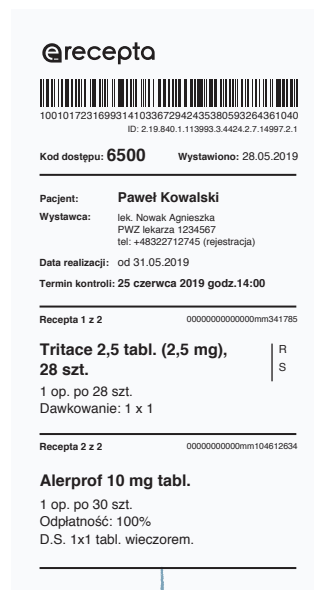 erecepta
10010172316993141033672942435380593264361040
ID: 2.19.840.1.113993.3.4424.2.7.14997.2.1
Kod dostępu: 6500 Wystawiono: 28.05.2019
Pacjent: Paweł Kowalski
Wystawca: lek. Nowak Agnieszka
PWZ lekarza 1234567
tel: +48322712745 (rejestracja)
Data realizacji: od 31.05.2019
Termin kontroli: 25 czerwca 2019 godz.14:00
Recepta 1 z 2 00000000000000mm341785
Tritace 2,5 tabl. (2,5 mg), R
28 szt. S
1 op. po 28 szt.
Dawkowanie: 1 x 1
Recepta 2 z 2 00000000000mm104612634
Alerprof 10 mg tabl.
1 op. po 30 szt.
Odpłatność: 100%
D.S. 1x1 tabl. wieczorem.